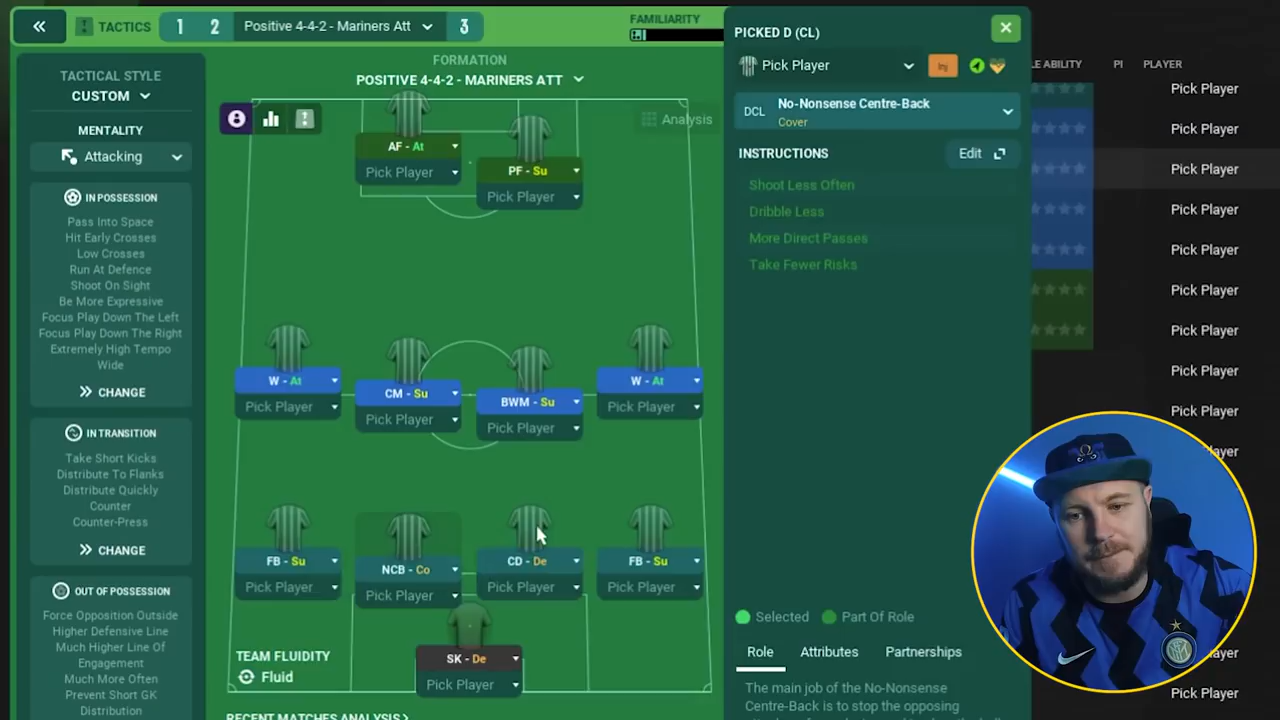 TACTICS
1
2
Positive 4-4-2 - Mariners Att
3
FAMILIARITY
TACTICAL STYLE
CUSTOM
MENTALITY
Attacking
IN POSSESSION
Pass Into Space
Hit Early Crosses
Low Crosses
Run At Defence
Shoot On Sight
Be More Expressive
Focus Play Down The Left
Focus Play Down The Right
Extremely High Tempo
Wide
CHANGE
IN TRANSITION
Take Short Kicks
Distribute To Flanks
Distribute Quickly
Counter
Counter-Press
CHANGE
OUT OF POSSESSION
Force Opposition Outside
Higher Defensive Line
Much Higher Line Of
Engagement
Much More Often
Prevent Short GK
Distribution
FORMATION
POSITIVE 4-4-2 - MARINERS ATT
Analysis
AF - At
Pick Player
PF - Su
Pick Player
W - At
Pick Player
CM - Su
Pick Player
BWM - Su
Pick Player
W - At
Pick Player
FB - Su
Pick Player
NCB - Co
Pick Player
CD - De
Pick Player
FB - Su
Pick Player
SK - De
Pick Player
TEAM FLUIDITY
Fluid
RECENT MATCHES ANALYSIS
PICKED D (CL)
Pick Player
Inj
DCL
No-Nonsense Centre-Back
Cover
INSTRUCTIONS
Edit
Shoot Less Often
Dribble Less
More Direct Passes
Take Fewer Risks
Selected
Part Of Role
Role
Attributes
Partnerships
The main job of the No-Nonsense
Centre-Back is to stop the opposing
ABILITY
PI
PLAYER
Pick Player
Pick Player
Pick Player
Pick Player
Pick Player
Pick Player
Pick Player
Pick Player
Pick Player
Pick Player